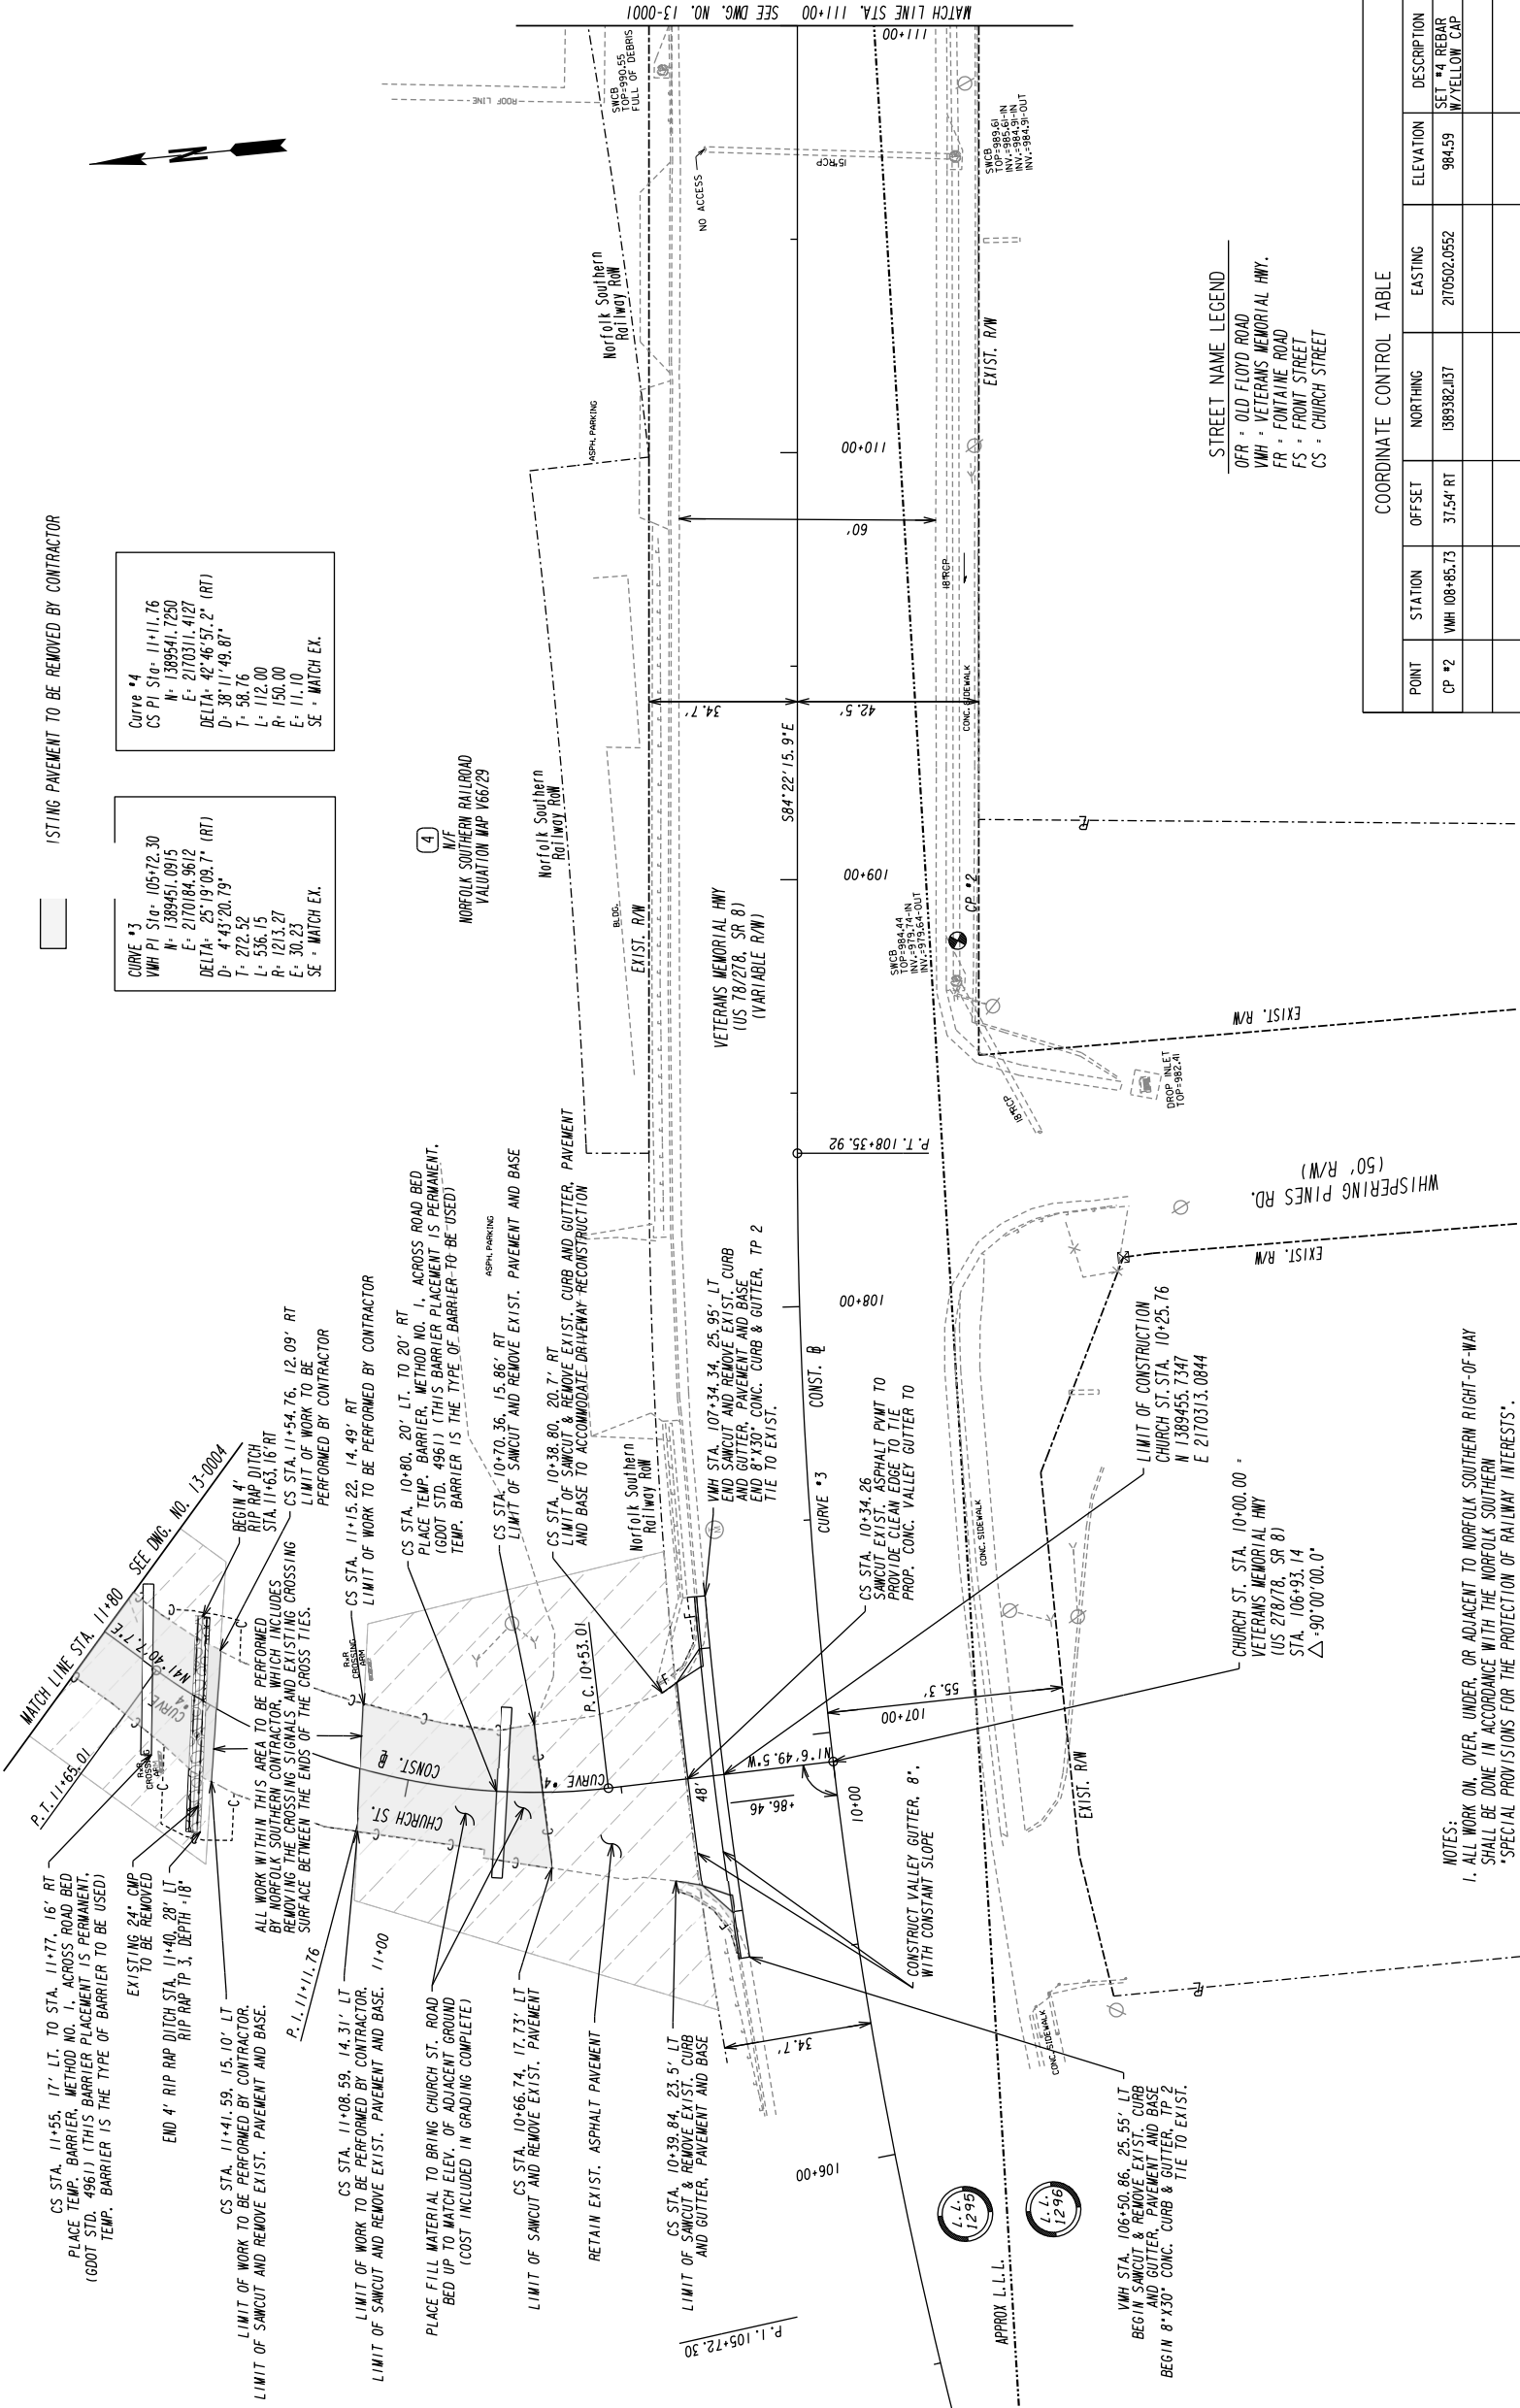 MATCH LINE STA. 111+00 SEE DWG. NO. 13-0001
111+00
ISTING PAVEMENT TO BE REMOVED BY CONTRACTOR
CURVE #3
VMH PI Sta= 105+72.30
N= 1389451.0915
E= 2170184.9612
DELTA= 25°19'09.7" (RT)
D= 4°43'20.79"
T= 272.52
L= 536.15
R= 1213.27
E= 30.23
SE = MATCH EX.
Curve #4
CS PI Sta= 11+11.76
N= 1389541.7250
E= 2170311.4127
DELTA= 42°46'57.2" (RT)
D= 38°11'49.87"
T= 58.76
L= 112.00
R= 150.00
E= 11.10
SE = MATCH EX.
N
ROOF LINE
SWCB
TOP=990.55
FULL OF DEBRIS
NO ACCESS
15"RCP
SWCB
TOP=989.61
INV.=985.61-IN
INV.=984.91-IN
INV.=984.91-OUT
4
N/F
NORFOLK SOUTHERN RAILROAD
VALUATION MAP V66/29
Norfolk Southern
Railway RoW
Norfolk Southern
Railway RoW
ASPH. PARKING
BLDG.
EXIST. R/W
EXIST. R/W
110+00
60'
18"RCP
34.7'
42.5'
CONC. SIDEWALK
S84°22'15.9"E
109+00
VETERANS MEMORIAL HWY
(US 78/278, SR 8)
(VARIABLE R/W)
CP #2
SWCB
TOP=984.44
INV.=979.74-IN
INV.=979.64-OUT
PL
EXIST. R/W
DROP INLET
TOP=982.41
18"RCP
P.T. 108+35.92
WHISPERING PINES RD.
(50' R/W)
EXIST. R/W
108+00
CONST. BL
CURVE #3
STREET NAME LEGEND
OFR = OLD FLOYD ROAD
VMH = VETERANS MEMORIAL HWY.
FR = FONTAINE ROAD
FS = FRONT STREET
CS = CHURCH STREET
COORDINATE CONTROL TABLE
POINT STATION OFFSET NORTHING EASTING ELEVATION DESCRIPTION
CP #2 VMH 108+85.73 37.54' RT 1389382.1137 2170502.0552 984.59 SET #4 REBAR
W/YELLOW CAP
MATCH LINE STA. 11+80 SEE DWG. NO. 13-0004
BEGIN 4'
RIP RAP DITCH
STA.11+63,16'RT
CS STA. 11+54.76, 12.09' RT
LIMIT OF WORK TO BE
PERFORMED BY CONTRACTOR
N41°40'7.7"E
CURVE #4
P.T. 11+65.01
RxR
CROSSING
ARM
ALL WORK WITHIN THIS AREA TO BE PERFORMED
BY NORFOLK SOUTHERN CONTRACTOR, WHICH INCLUDES
REMOVING THE CROSSING SIGNALS AND EXISTING CROSSING
SURFACE BETWEEN THE ENDS OF THE CROSS TIES.
RxR
CROSSING
ARM
CS STA. 11+15.22, 14.49' RT
LIMIT OF WORK TO BE PERFORMED BY CONTRACTOR
CS STA. 10+80, 20' LT. TO 20' RT
PLACE TEMP. BARRIER, METHOD NO. 1, ACROSS ROAD BED
(GDOT STD. 4961) (THIS BARRIER PLACEMENT IS PERMANENT.
TEMP. BARRIER IS THE TYPE OF BARRIER TO BE USED)
ASPH. PARKING
CS STA. 10+70.36, 15.86' RT
LIMIT OF SAWCUT AND REMOVE EXIST. PAVEMENT AND BASE
CS STA. 10+38.80, 20.7' RT
LIMIT OF SAWCUT & REMOVE EXIST. CURB AND GUTTER, PAVEMENT
AND BASE TO ACCOMMODATE DRIVEWAY RECONSTRUCTION
Norfolk Southern
Railway RoW
VMH STA. 107+34.34, 25.95' LT
END SAWCUT AND REMOVE EXIST. CURB
AND GUTTER, PAVEMENT AND BASE
END 8"X30" CONC. CURB & GUTTER, TP 2
TIE TO EXIST.
CS STA. 10+34.26
SAWCUT EXIST. ASPHALT PVMT TO
PROVIDE CLEAN EDGE TO TIE
PROP. CONC. VALLEY GUTTER TO
LIMIT OF CONSTRUCTION
CHURCH ST. STA. 10+25.76
N 1389455.7347
E 2170313.0844
CHURCH ST. STA. 10+00.00 =
VETERANS MEMORIAL HWY
(US 278/78, SR 8)
STA. 106+93.14
△=90°00'00.0"
CONC. SIDEWALK
P.C. 10+53.01
CONST. BL
CHURCH ST.
CURVE #4
N1°6'49.5"W
48'
+86.46
10+00
107+00
55.3'
EXIST. R/W
CS STA. 11+55, 17' LT. TO STA. 11+77, 16' RT
PLACE TEMP. BARRIER, METHOD NO. 1, ACROSS ROAD BED
(GDOT STD. 4961) (THIS BARRIER PLACEMENT IS PERMANENT.
TEMP. BARRIER IS THE TYPE OF BARRIER TO BE USED)
EXISTING 24" CMP
TO BE REMOVED
END 4' RIP RAP DITCH STA. 11+40, 28' LT
RIP RAP TP 3, DEPTH =18"
CS STA. 11+41.59, 15.10' LT
LIMIT OF WORK TO BE PERFORMED BY CONTRACTOR.
LIMIT OF SAWCUT AND REMOVE EXIST. PAVEMENT AND BASE.
P.I. 11+11.76
CS STA. 11+08.59, 14.31' LT
LIMIT OF WORK TO BE PERFORMED BY CONTRACTOR.
LIMIT OF SAWCUT AND REMOVE EXIST. PAVEMENT AND BASE.
11+00
PLACE FILL MATERIAL TO BRING CHURCH ST. ROAD
BED UP TO MATCH ELEV. OF ADJACENT GROUND
(COST INCLUDED IN GRADING COMPLETE)
CS STA. 10+66.74, 17.73' LT
LIMIT OF SAWCUT AND REMOVE EXIST. PAVEMENT
RETAIN EXIST. ASPHALT PAVEMENT
CS STA. 10+39.84, 23.5' LT
LIMIT OF SAWCUT & REMOVE EXIST. CURB
AND GUTTER, PAVEMENT AND BASE
CONSTRUCT VALLEY GUTTER, 8",
WITH CONSTANT SLOPE
34.7'
106+00
P.I. 105+72.30
L.L.
1295
L.L.
1296
APPROX L.L.L.
PL
CONC. SIDEWALK
VMH STA. 106+50.86, 25.55' LT
BEGIN SAWCUT & REMOVE EXIST. CURB
AND GUTTER, PAVEMENT AND BASE
BEGIN 8"X30" CONC. CURB & GUTTER, TP 2
TIE TO EXIST.
NOTES:
1. ALL WORK ON, OVER, UNDER, OR ADJACENT TO NORFOLK SOUTHERN RIGHT-OF-WAY
SHALL BE DONE IN ACCORDANCE WITH THE NORFOLK SOUTHERN
"SPECIAL PROVISIONS FOR THE PROTECTION OF RAILWAY INTERESTS".